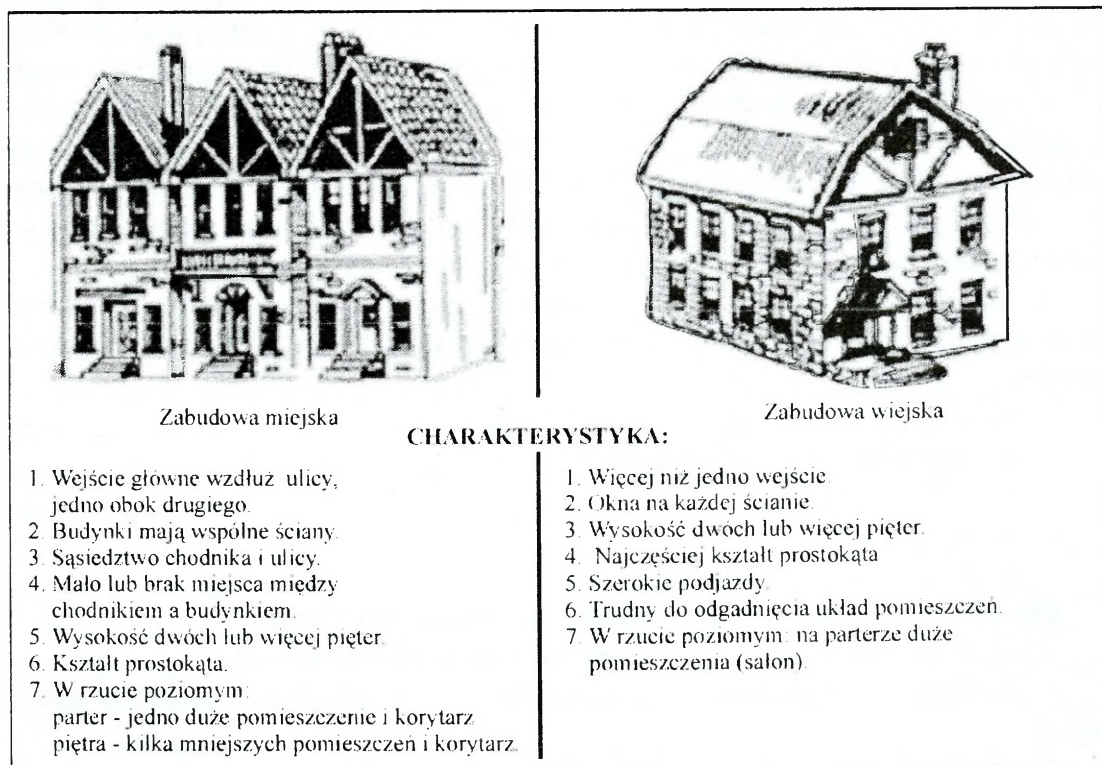 Zabudowa miejska
Zabudowa wiejska
CHARAKTERYSTYKA:
1. Wejście główne wzdłuż ulicy,
jedno obok drugiego.
2. Budynki mają wspólne ściany.
3. Sąsiedztwo chodnika i ulicy.
4. Mało lub brak miejsca między
chodnikiem a budynkiem.
5. Wysokość dwóch lub więcej pięter.
6. Kształt prostokąta.
7. W rzucie poziomym:
parter - jedno duże pomieszczenie i korytarz.
piętra - kilka mniejszych pomieszczeń i korytarz.
1. Więcej niż jedno wejście.
2. Okna na każdej ścianie.
3. Wysokość dwóch lub więcej pięter.
4. Najczęściej kształt prostokąta
5. Szerokie podjazdy.
6. Trudny do odgadnięcia układ pomieszczeń.
7. W rzucie poziomym: na parterze duże
pomieszczenia (salon).